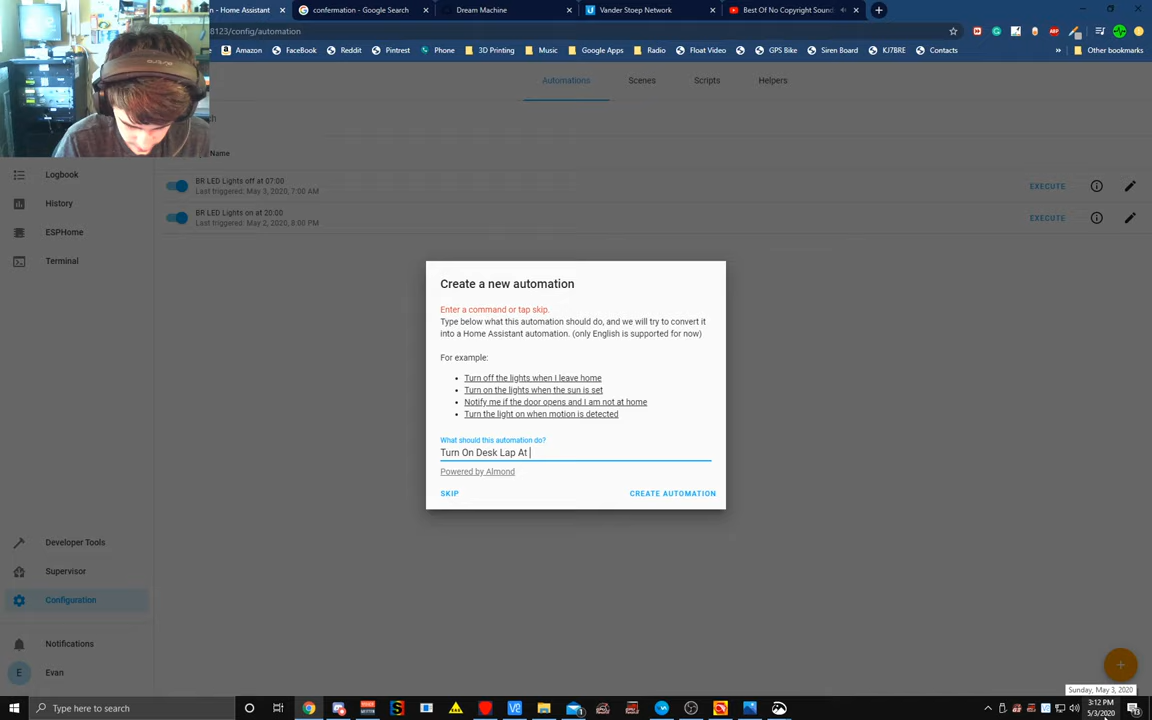 n - Home Assistant
confermation - Google Search
Dream Machine
Vander Stoep Network
Best Of No Copyright Sound
8123/config/automation
Amazon
FaceBook
Reddit
Pintrest
Phone
3D Printing
Music
Google Apps
Radio
Float Video
GPS Bike
Siren Board
KJ7BRE
Contacts
»
Other bookmarks
Automations
Scenes
Scripts
Helpers
ch
Name
Logbook
BR LED Lights off at 07:00
Last triggered: May 3, 2020, 7:00 AM
EXECUTE
History
BR LED Lights on at 20:00
Last triggered: May 2, 2020, 8:00 PM
EXECUTE
ESPHome
Terminal
Create a new automation
Enter a command or tap skip.
Type below what this automation should do, and we will try to convert it
into a Home Assistant automation. (only English is supported for now)
For example:
• Turn off the lights when I leave home
• Turn on the lights when the sun is set
• Notify me if the door opens and I am not at home
• Turn the light on when motion is detected
What should this automation do?
Turn On Desk Lap At
Powered by Almond
SKIP
CREATE AUTOMATION
Developer Tools
Supervisor
Configuration
Notifications
E
Evan
Sunday, May 3, 2020
Type here to search
3:12 PM
5/3/2020